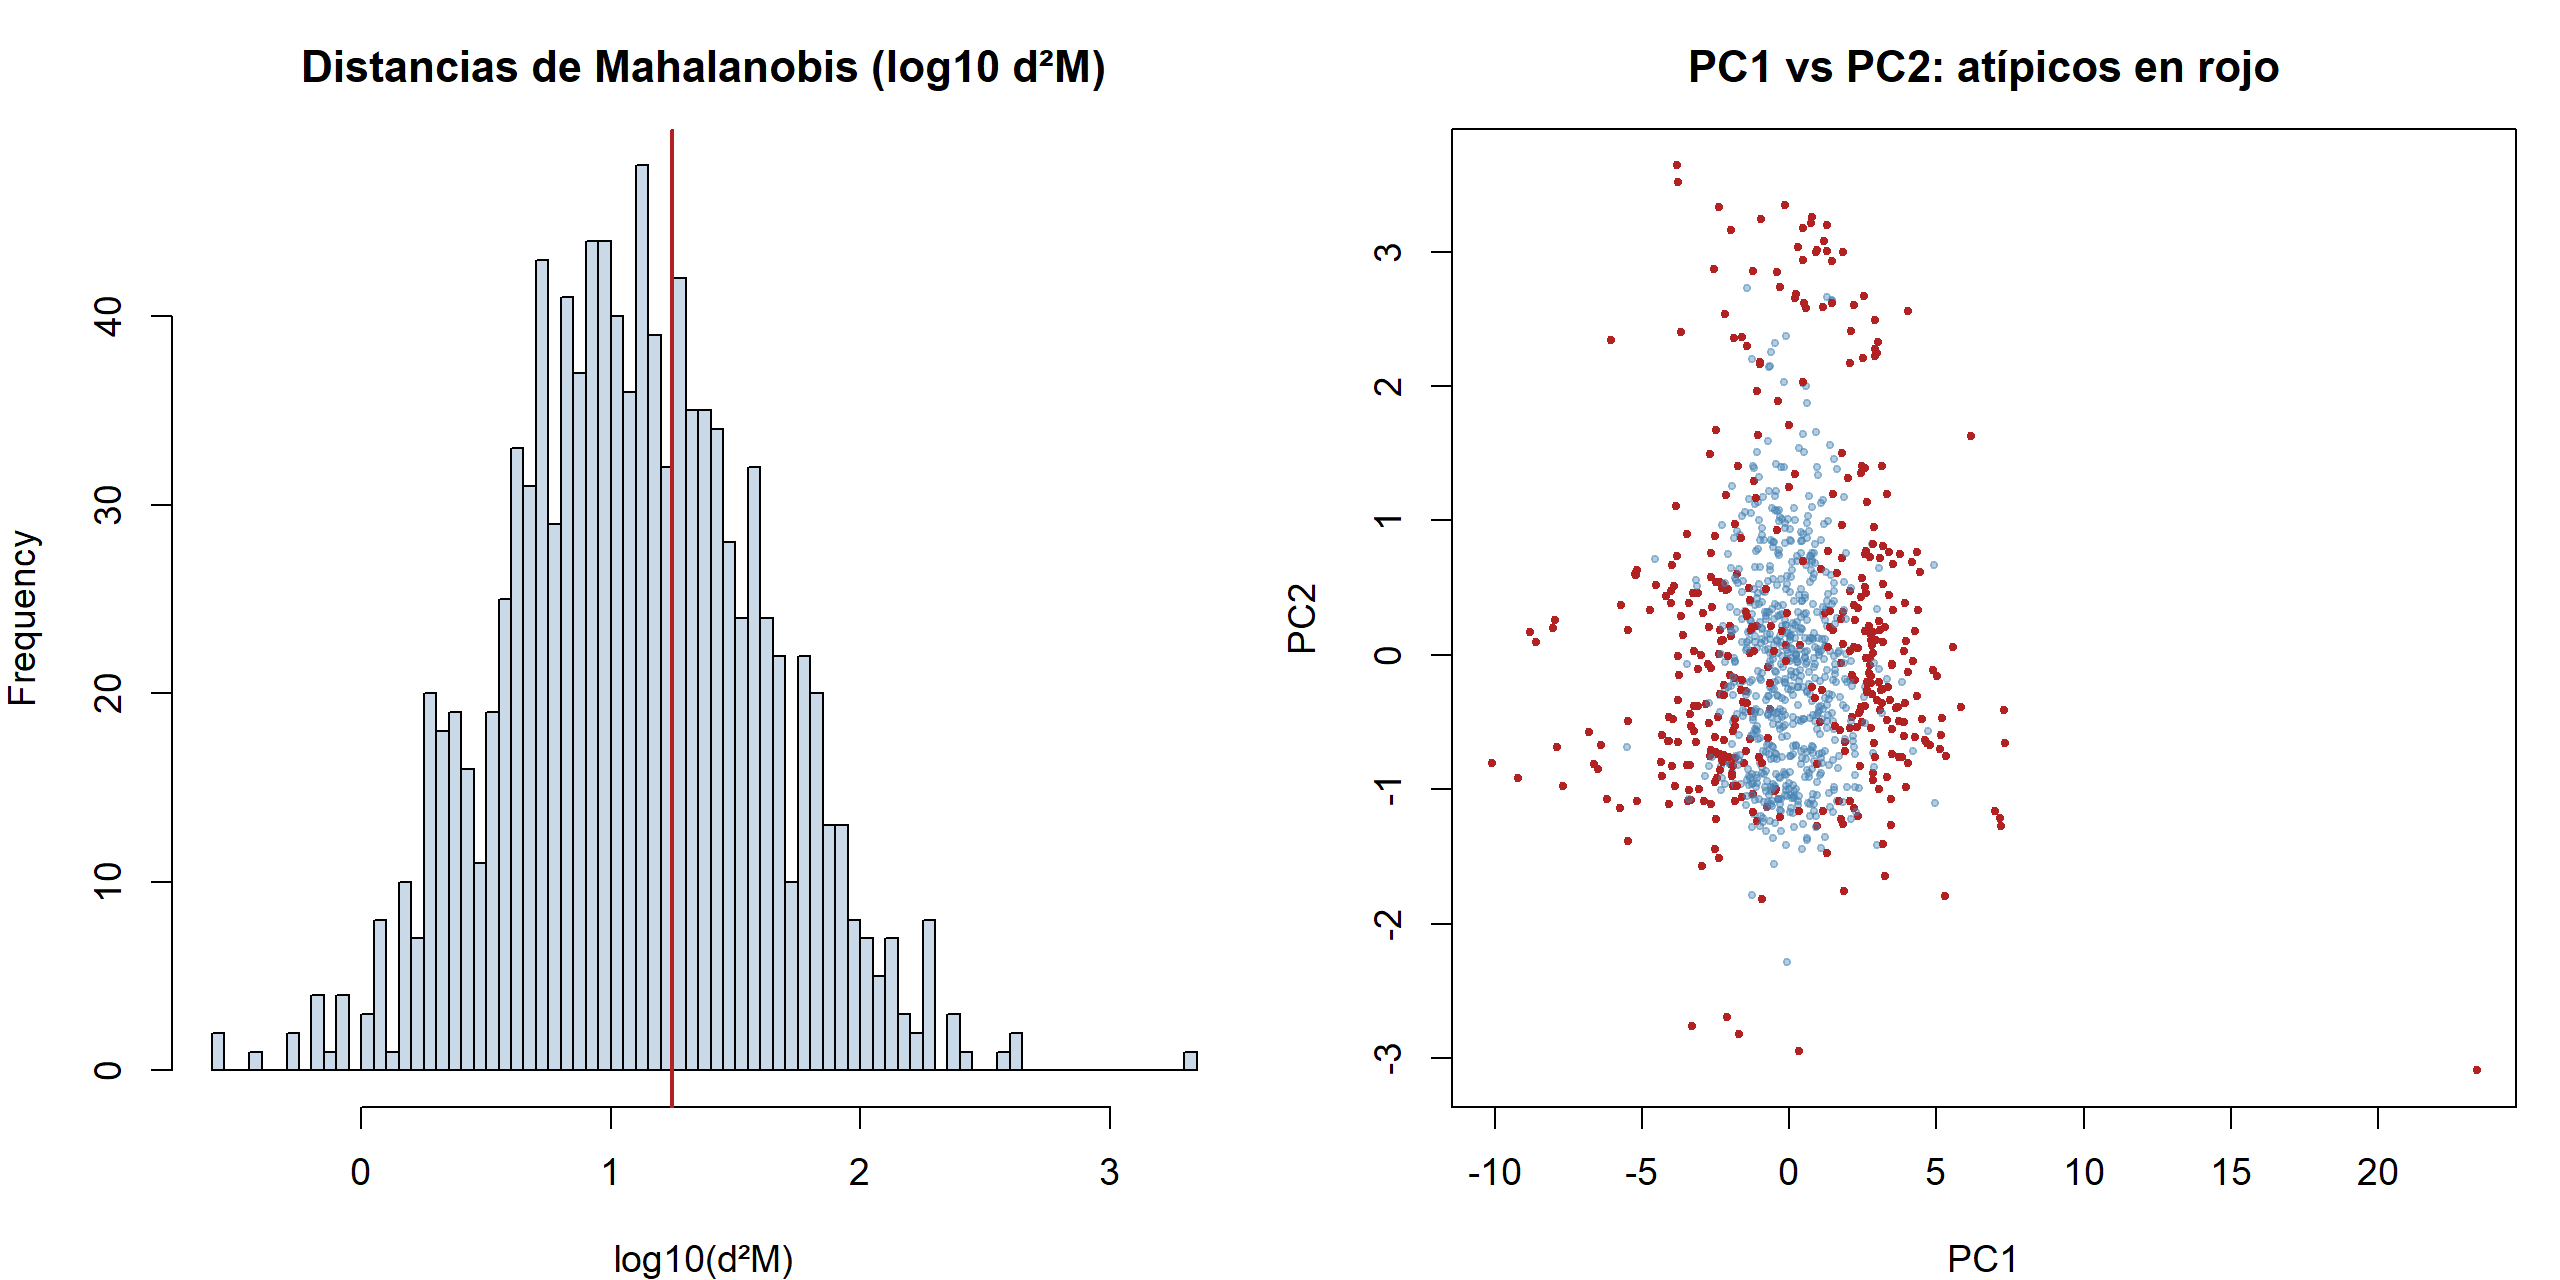 Distancias de Mahalanobis (log10 d²M)
Frequency
40
30
20
10
0
0 1 2 3
log10(d²M)
PC1 vs PC2: atípicos en rojo
PC2
3
2
1
0
-1
-2
-3
-10 -5 0 5 10 15 20
PC1